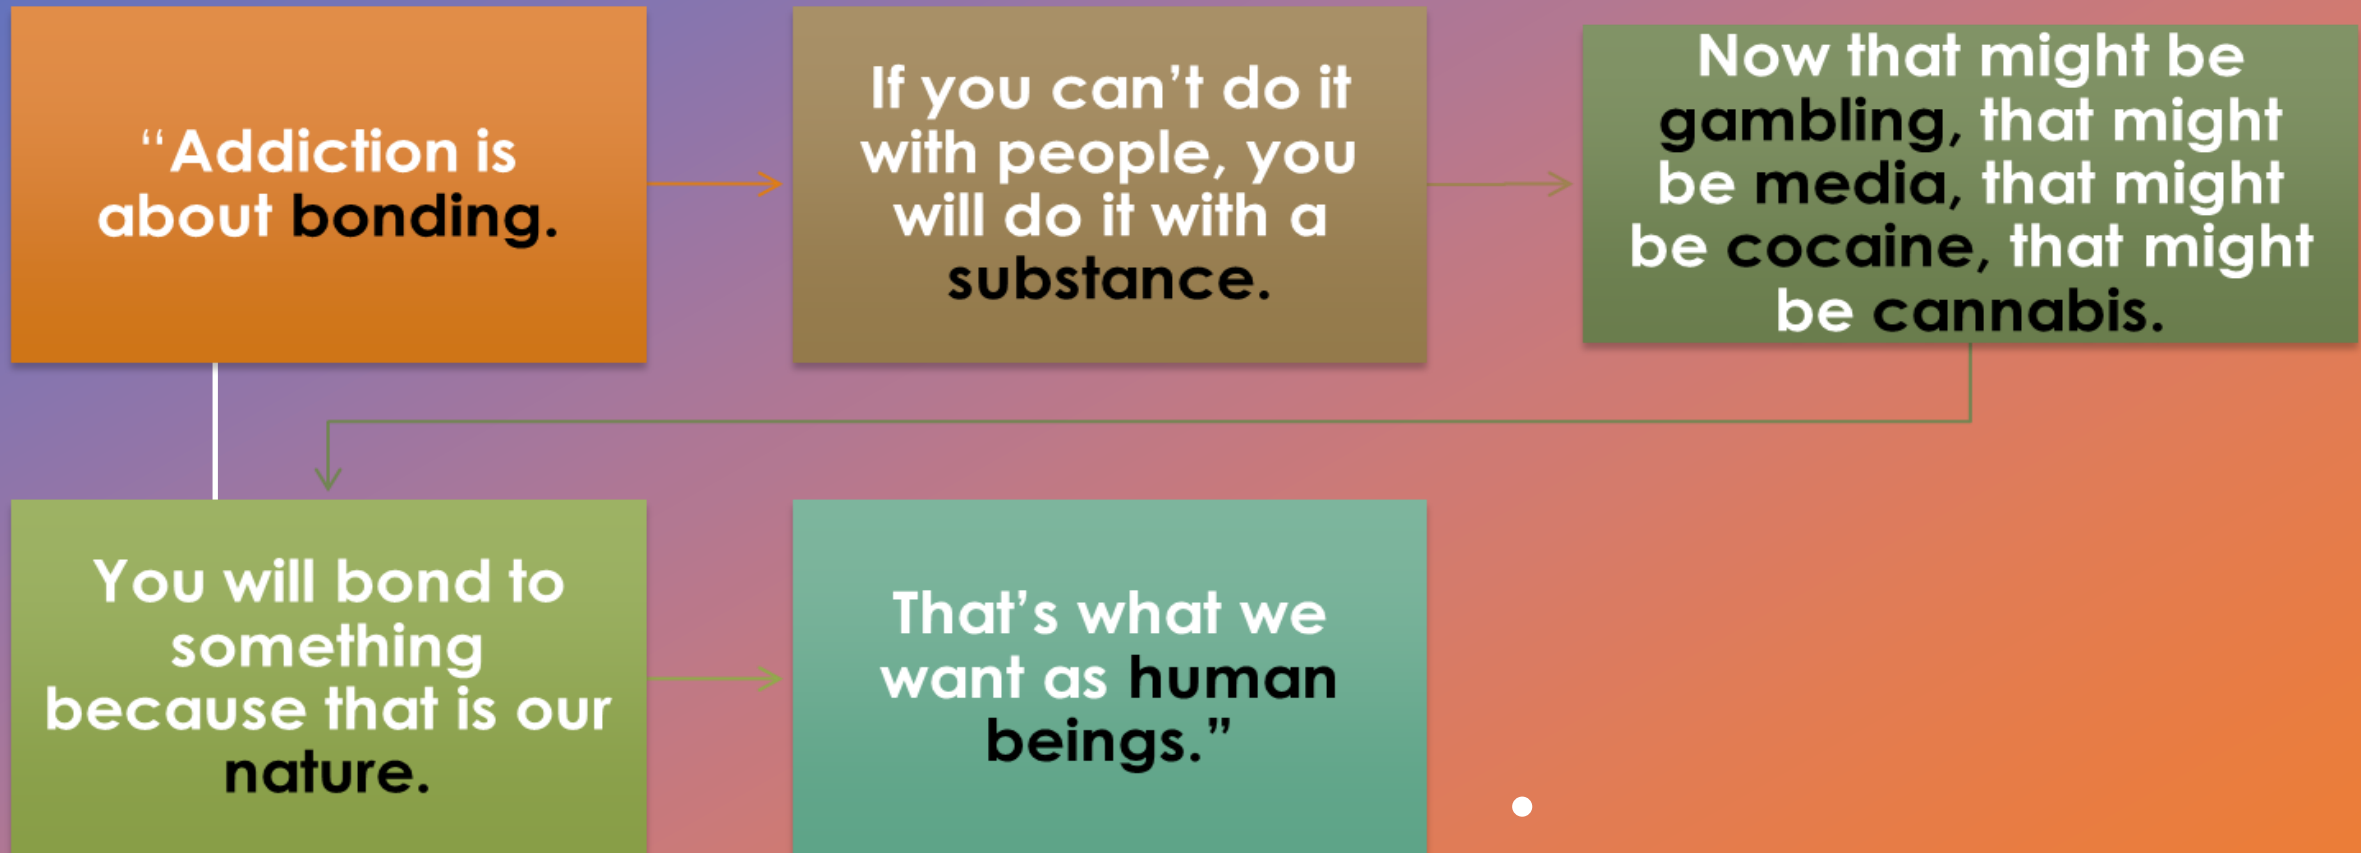 “Addiction is
about bonding.
If you can’t do it
with people, you
will do it with a
substance.
Now that might be
gambling, that might
be media, that might
be cocaine, that might
be cannabis.
You will bond to
something
because that is our
nature.
That’s what we
want as human
beings.”